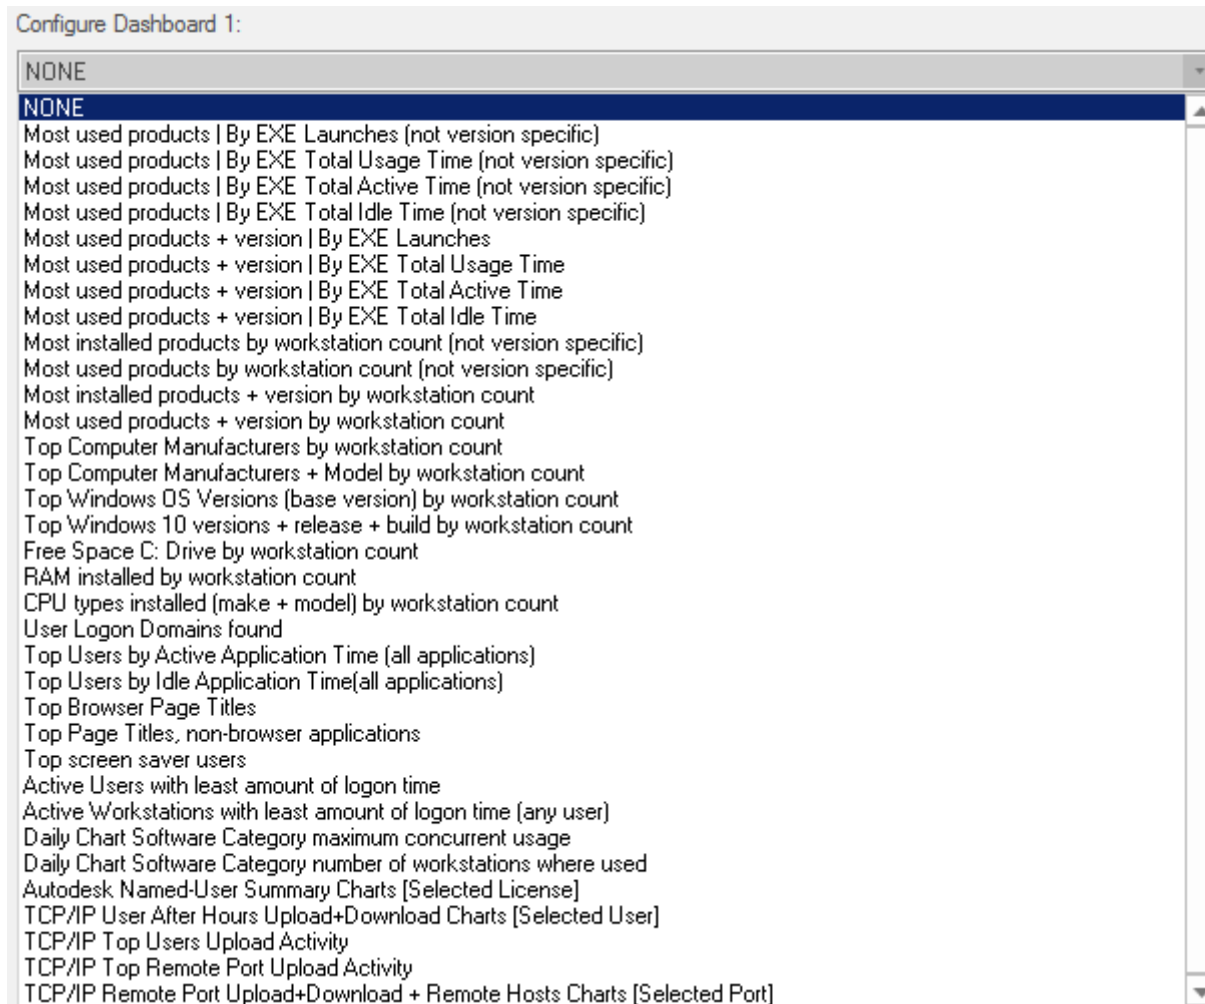 Configure Dashboard 1:
NONE
NONE
Most used products | By EXE Launches (not version specific)
Most used products | By EXE Total Usage Time (not version specific)
Most used products | By EXE Total Active Time (not version specific)
Most used products | By EXE Total Idle Time (not version specific)
Most used products + version | By EXE Launches
Most used products + version | By EXE Total Usage Time
Most used products + version | By EXE Total Active Time
Most used products + version | By EXE Total Idle Time
Most installed products by workstation count (not version specific)
Most used products by workstation count (not version specific)
Most installed products + version by workstation count
Most used products + version by workstation count
Top Computer Manufacturers by workstation count
Top Computer Manufacturers + Model by workstation count
Top Windows OS Versions (base version) by workstation count
Top Windows 10 versions + release + build by workstation count
Free Space C: Drive by workstation count
RAM installed by workstation count
CPU types installed (make + model) by workstation count
User Logon Domains found
Top Users by Active Application Time (all applications)
Top Users by Idle Application Time(all applications)
Top Browser Page Titles
Top Page Titles, non-browser applications
Top screen saver users
Active Users with least amount of logon time
Active Workstations with least amount of logon time (any user)
Daily Chart Software Category maximum concurrent usage
Daily Chart Software Category number of workstations where used
Autodesk Named-User Summary Charts [Selected License]
TCP/IP User After Hours Upload+Download Charts [Selected User]
TCP/IP Top Users Upload Activity
TCP/IP Top Remote Port Upload Activity
TCP/IP Remote Port Upload+Download + Remote Hosts Charts [Selected Port]